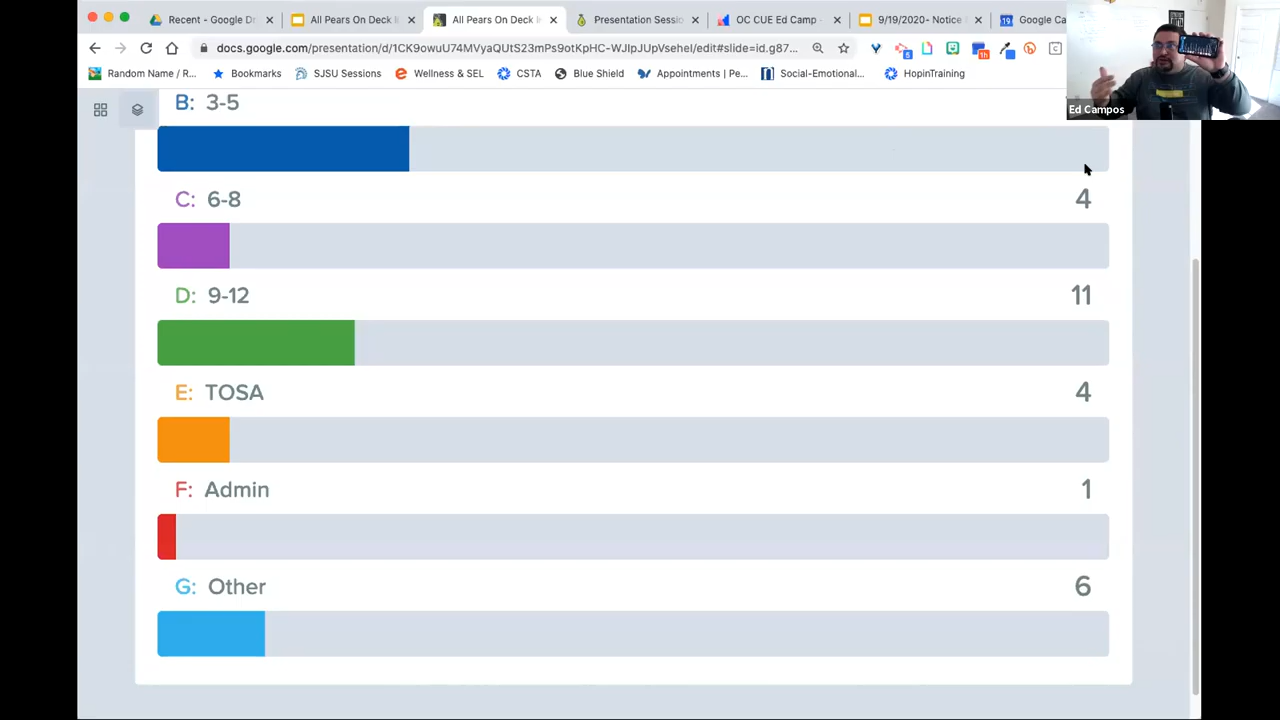 Recent - Google Dr
All Pears On Deck I
All Pears On Deck I
Presentation Sessio
OC CUE Ed Camp
9/19/2020- Notice
Google Ca
docs.google.com/presentation/d/1CK9owuU74MVyaQUtS23mPs9otKpHC-WJIpJUpVsehel/edit#slide=id.g87...
Random Name / R...
Bookmarks
SJSU Sessions
Wellness & SEL
CSTA
Blue Shield
Appointments | Pe...
Social-Emotional...
HopinTraining
Ed Campos
B: 3-5
C: 6-8 4
D: 9-12 11
E: TOSA 4
F: Admin 1
G: Other 6